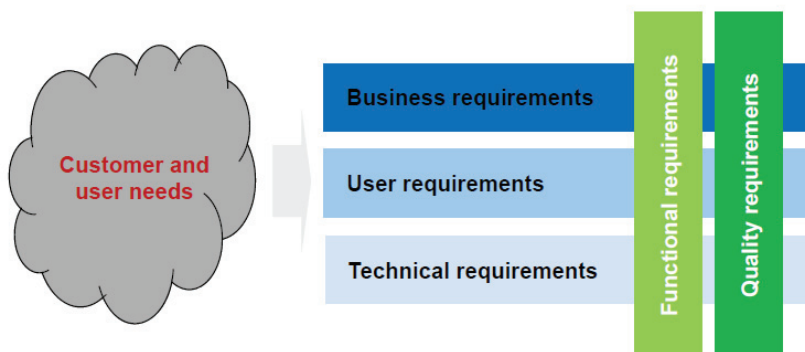 Customer and
user needs
Business requirements
User requirements
Technical requirements
Functional requirements
Quality requirements